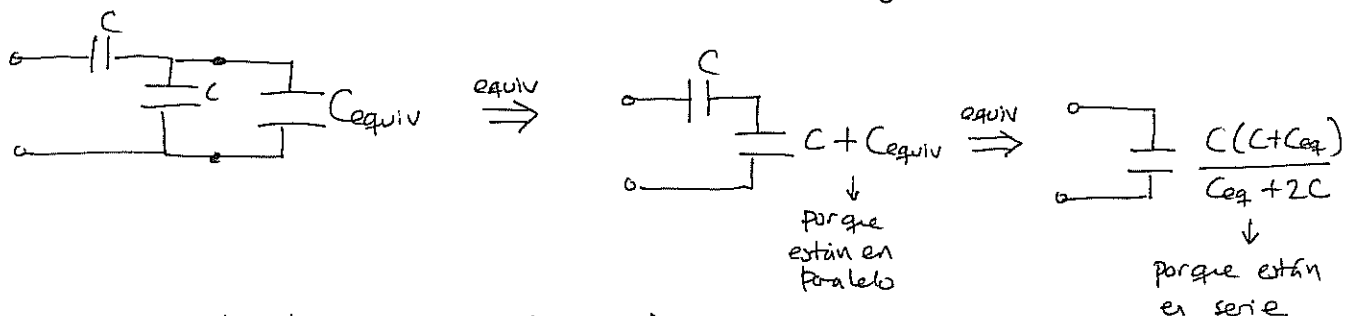 C
C
Cequiv
equiv
⇒
C
C + Cequiv
↓
porque
están en
paralelo
equiv
⇒
C(C+Ceq)
Ceq + 2C
↓
porque están
en serie